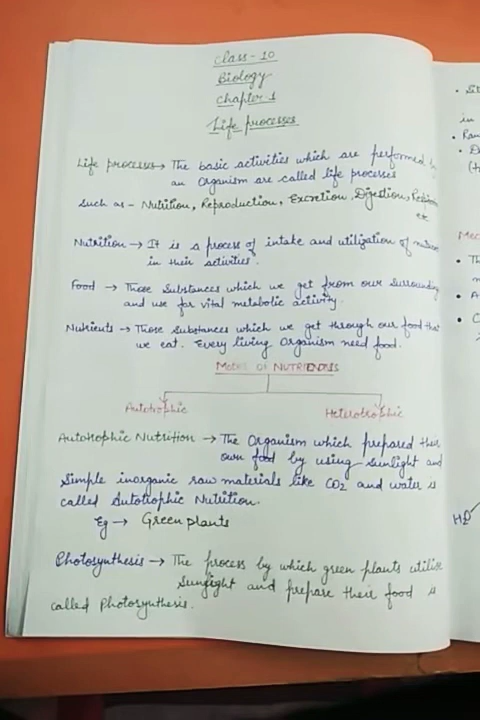 Class - 10
Biology
Chapter 1
Life processes
Life processes → The basic activities which are performed by
an Organism are called life processes
Such as - Nutrition, Reproduction, Excretion, Digestion,
etc
Nutrition → It is a process of intake and utilization of
in their activities.
Food → Those Substances which we get from our Surrounding
and use for vital metabolic activity.
Nutrients → Those Substances which we get through our food that
we eat. Every living Organism need food.
Modes OF NUTRITION
Autotrophic Heterotrophic
Autotrophic Nutrition → The Organism which prepared their
own food by using Sunlight and
Simple inorganic raw materials like CO2 and water is
called Autotrophic Nutrition.
Eg → Green plants
Photosynthesis → The process by which green plants utilise
Sunlight and prepare their food is
called Photosynthesis.
in